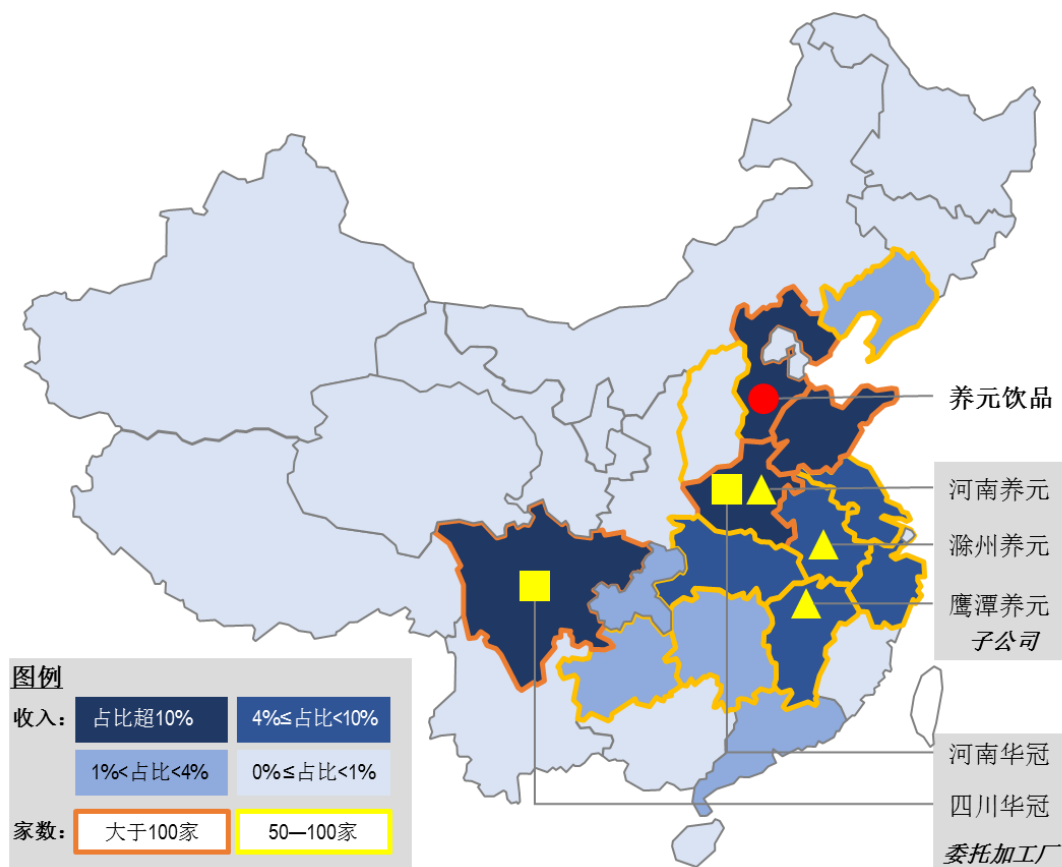 养元饮品
河南养元
滁州养元
鹰潭养元
子公司
河南华冠
四川华冠
委托加工厂
图例
收入：
占比超10%
4%≤占比<10%
1%<占比<4%
0%≤占比<1%
家数：
大于100家
50—100家